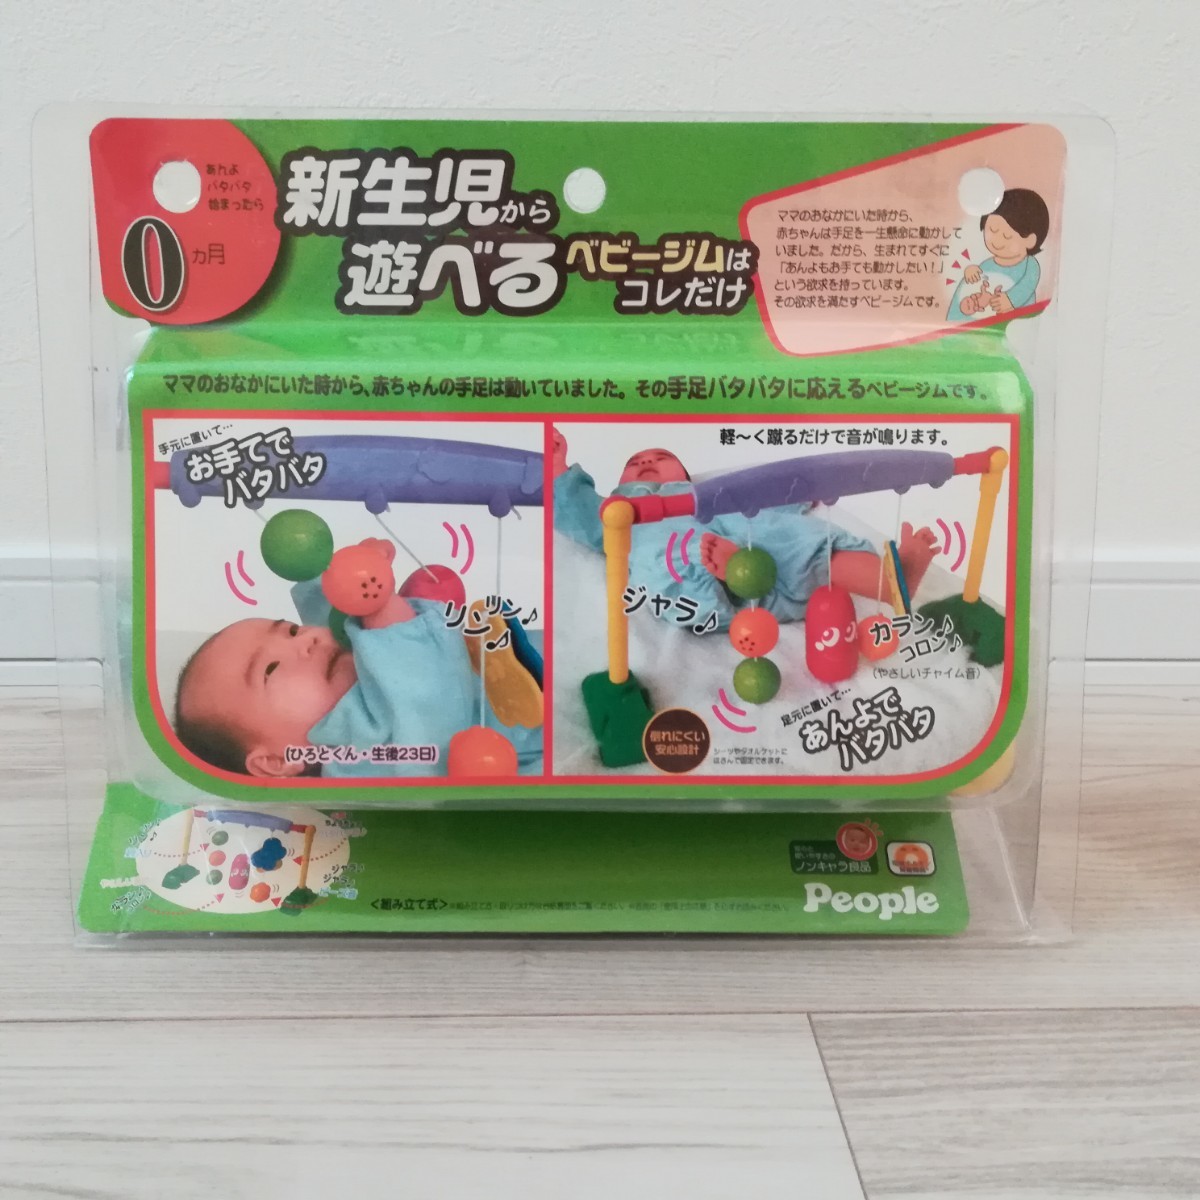 あんよ
バタバタ
始まったら
0ヵ月
新生児から
遊べる
ベビージムは
コレだけ
ママのおなかにいた時から、
赤ちゃんは手足を一生懸命に動かして
いました。だから、生まれてすぐに
「あんよもお手ても動かしたい!」
という欲求を持っています。
その欲求を満たすベビージムです。
ママのおなかにいた時から、赤ちゃんの手足は動いていました。その手足バタバタに応えるベビージムです。
手元に置いて…
お手てで
バタバタ
リンリン♪
(ひろとくん・生後23日)
軽〜く蹴るだけで音が鳴ります。
ジャラ♪
カラン♪
コロン♪
(やさしいチャイム音)
足元に置いて…
あんよで
バタバタ
倒れにくい
安心設計
シーツやタオルケットに
はさんで固定できます。
ジャラ♪
ジャラ♪
カラン♪
コロン♪
ノンキャラ良品
<組み立て式>
People